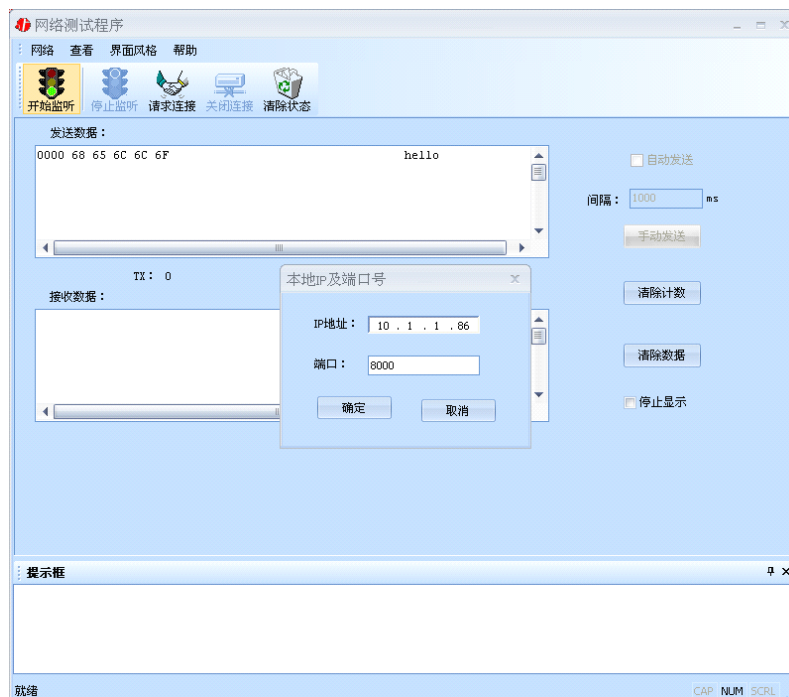 网络测试程序
网络 查看 界面风格 帮助
开始监听 停止监听 请求连接 关闭连接 清除状态
发送数据：
0000 68 65 6C 6C 6F hello
自动发送
间隔： 1000 ms
手动发送
TX: 0
接收数据：
本地IP及端口号
IP地址： 10 . 1 . 1 . 86
端口： 8000
确定 取消
清除计数
清除数据
停止显示
提示框
就绪
CAP NUM SCRL